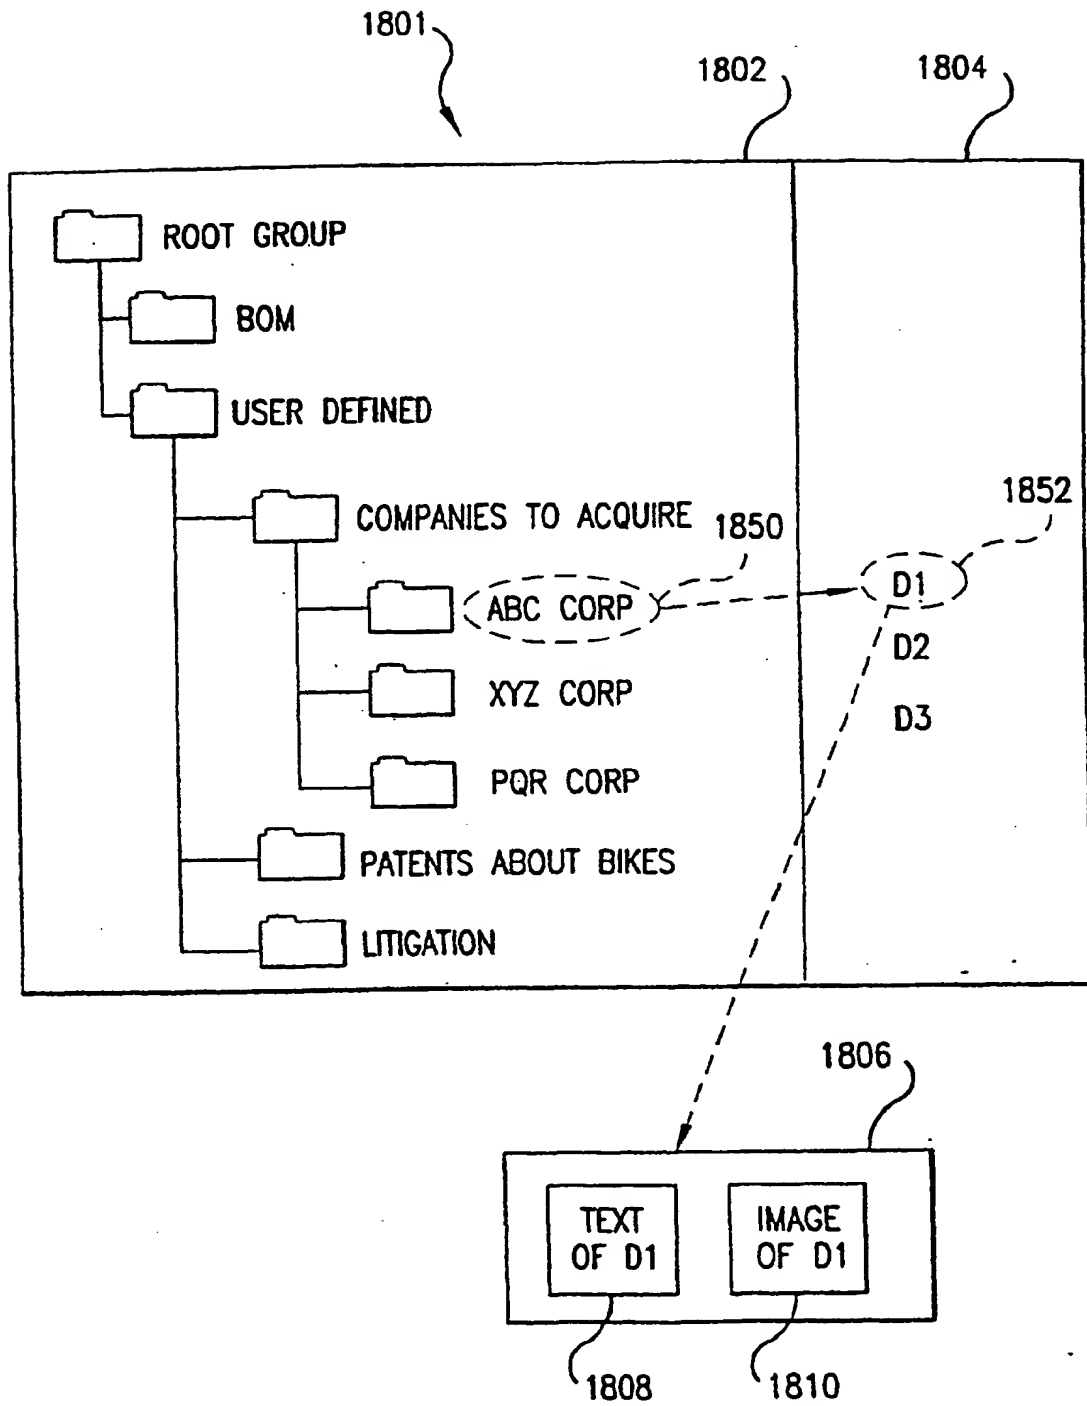 1801
1802
1804
ROOT GROUP
BOM
USER DEFINED
COMPANIES TO ACQUIRE
1850
1852
ABC CORP
D1
D2
XYZ CORP
D3
PQR CORP
PATENTS ABOUT BIKES
LITIGATION
1806
TEXT
OF D1
IMAGE
OF D1
1808
1810